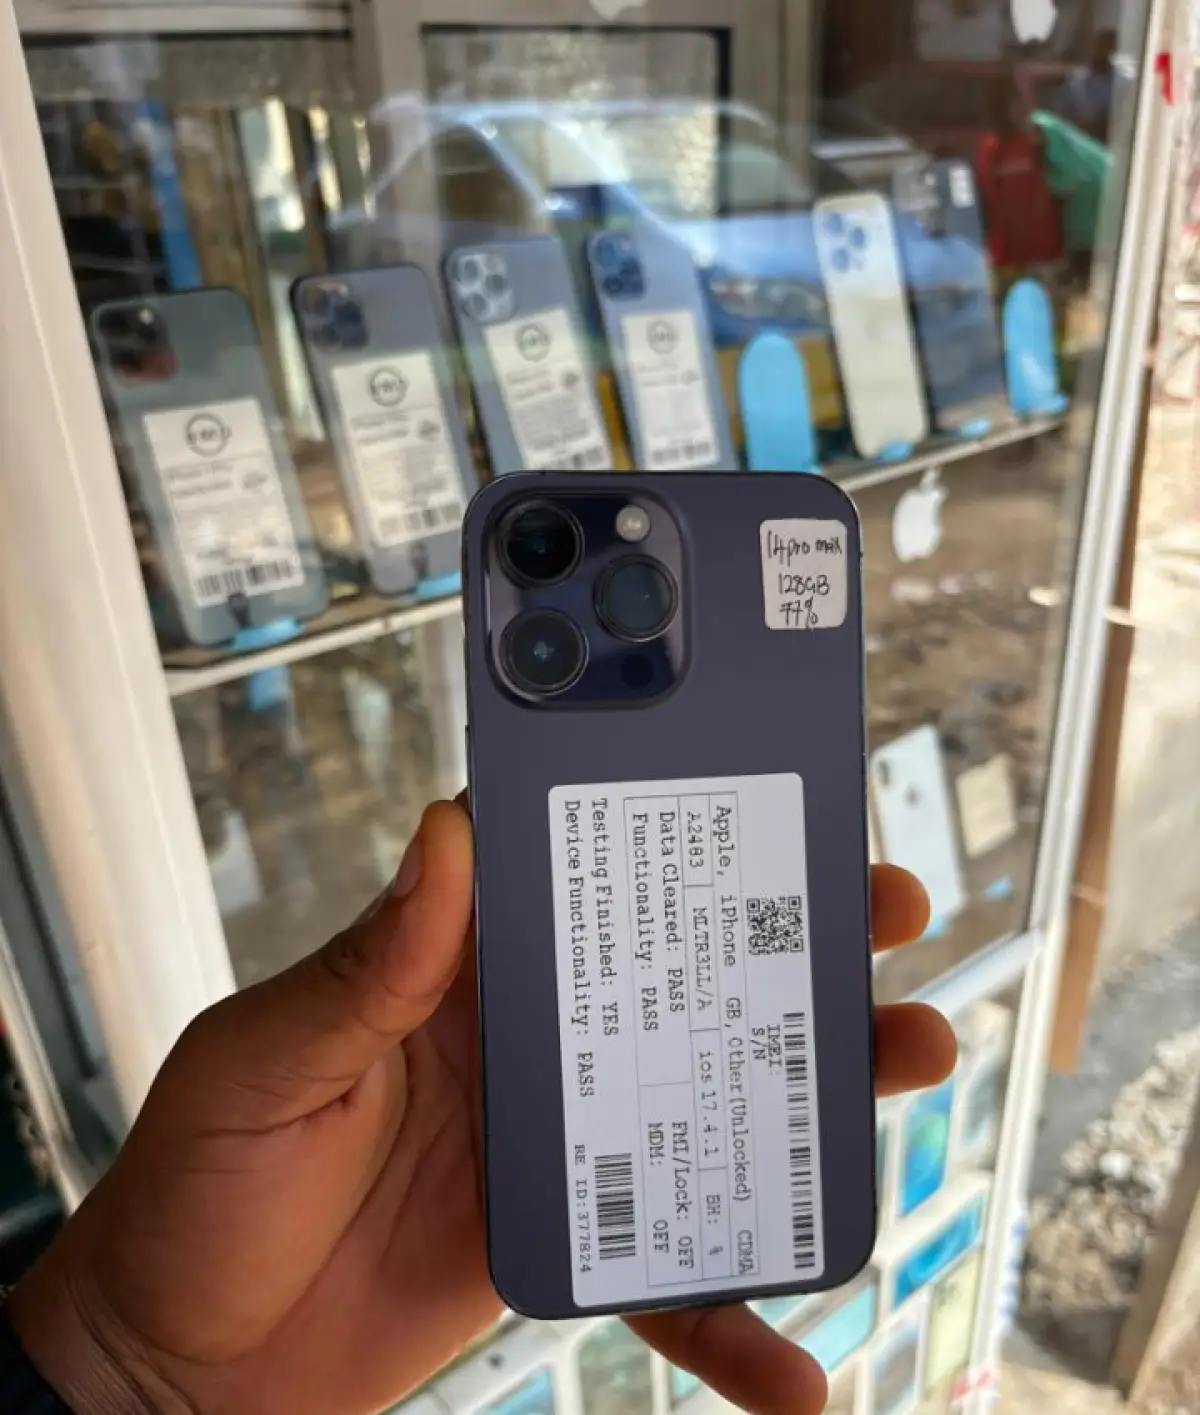 14pro max
128GB
77%
IMEI:
S/N
Apple, iPhone GB, Other(Unlocked) CDMA
A2483 MLTR3LL/A ios 17.4.1 BH: %
Data Cleared: PASS FMI/Lock: OFF
Functionality: PASS MDM: OFF
Testing Finished: YES
Device Functionality: PASS RE ID:377824